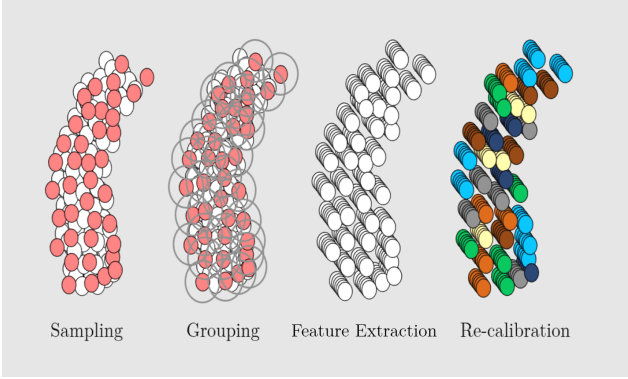 Sampling
Grouping
Feature Extraction
Re-calibration